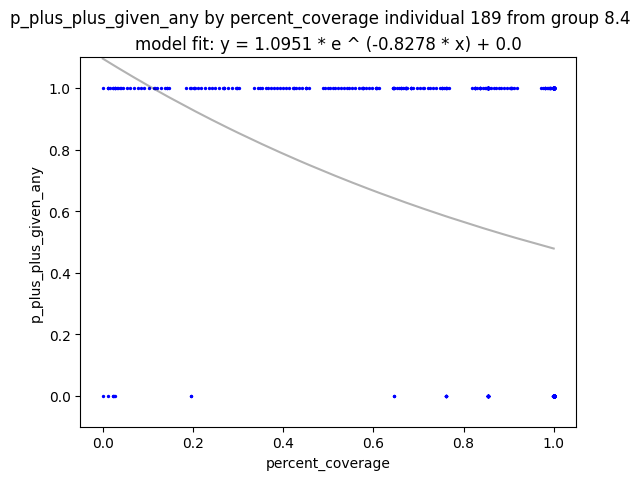 p_plus_plus_given_any by percent_coverage individual 189 from group 8.4
model fit: y = 1.0951 * e ^ (-0.8278 * x) + 0.0
1.0
0.8
0.6
0.4
0.2
0.0
p_plus_plus_given_any
0.0 0.2 0.4 0.6 0.8 1.0
percent_coverage